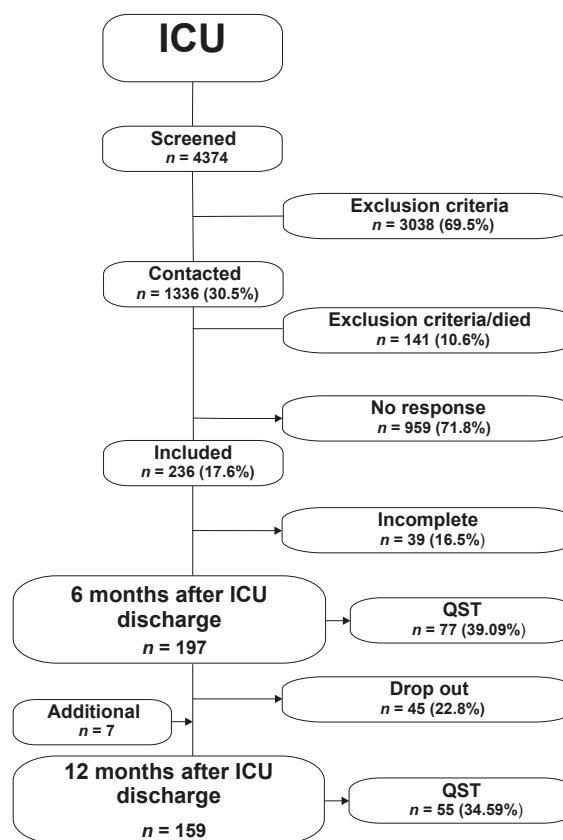 ICU
Screened
n = 4374
Exclusion criteria
n = 3038 (69.5%)
Contacted
n = 1336 (30.5%)
Exclusion criteria/died
n = 141 (10.6%)
No response
n = 959 (71.8%)
Included
n = 236 (17.6%)
Incomplete
n = 39 (16.5%)
6 months after ICU
discharge
n = 197
QST
n = 77 (39.09%)
Drop out
n = 45 (22.8%)
Additional
n = 7
12 months after ICU
discharge
n = 159
QST
n = 55 (34.59%)